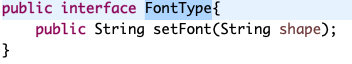 public interface FontType{
    public String setFont(String shape);
}